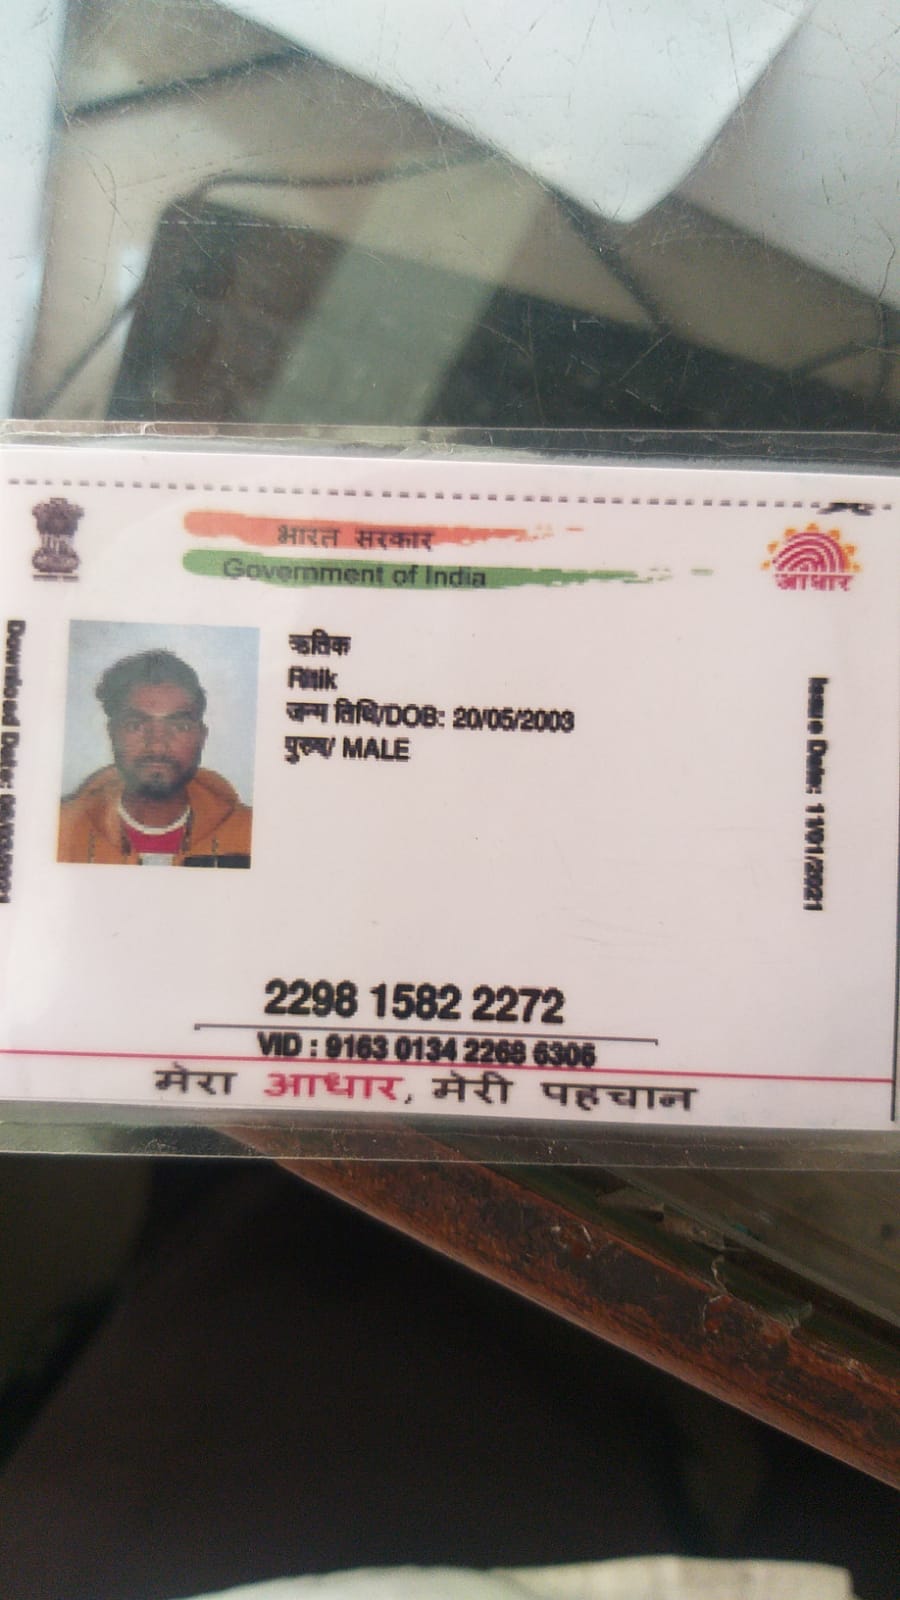 भारत सरकार
Government of India
आधार
ऋतिक
Ritik
जन्म तिथि/DOB: 20/05/2003
पुरुष/ MALE
Download Date:
Issue Date: 11/01/2021
2298 1582 2272
VID : 9163 0134 2268 6306
मेरा आधार, मेरी पहचान